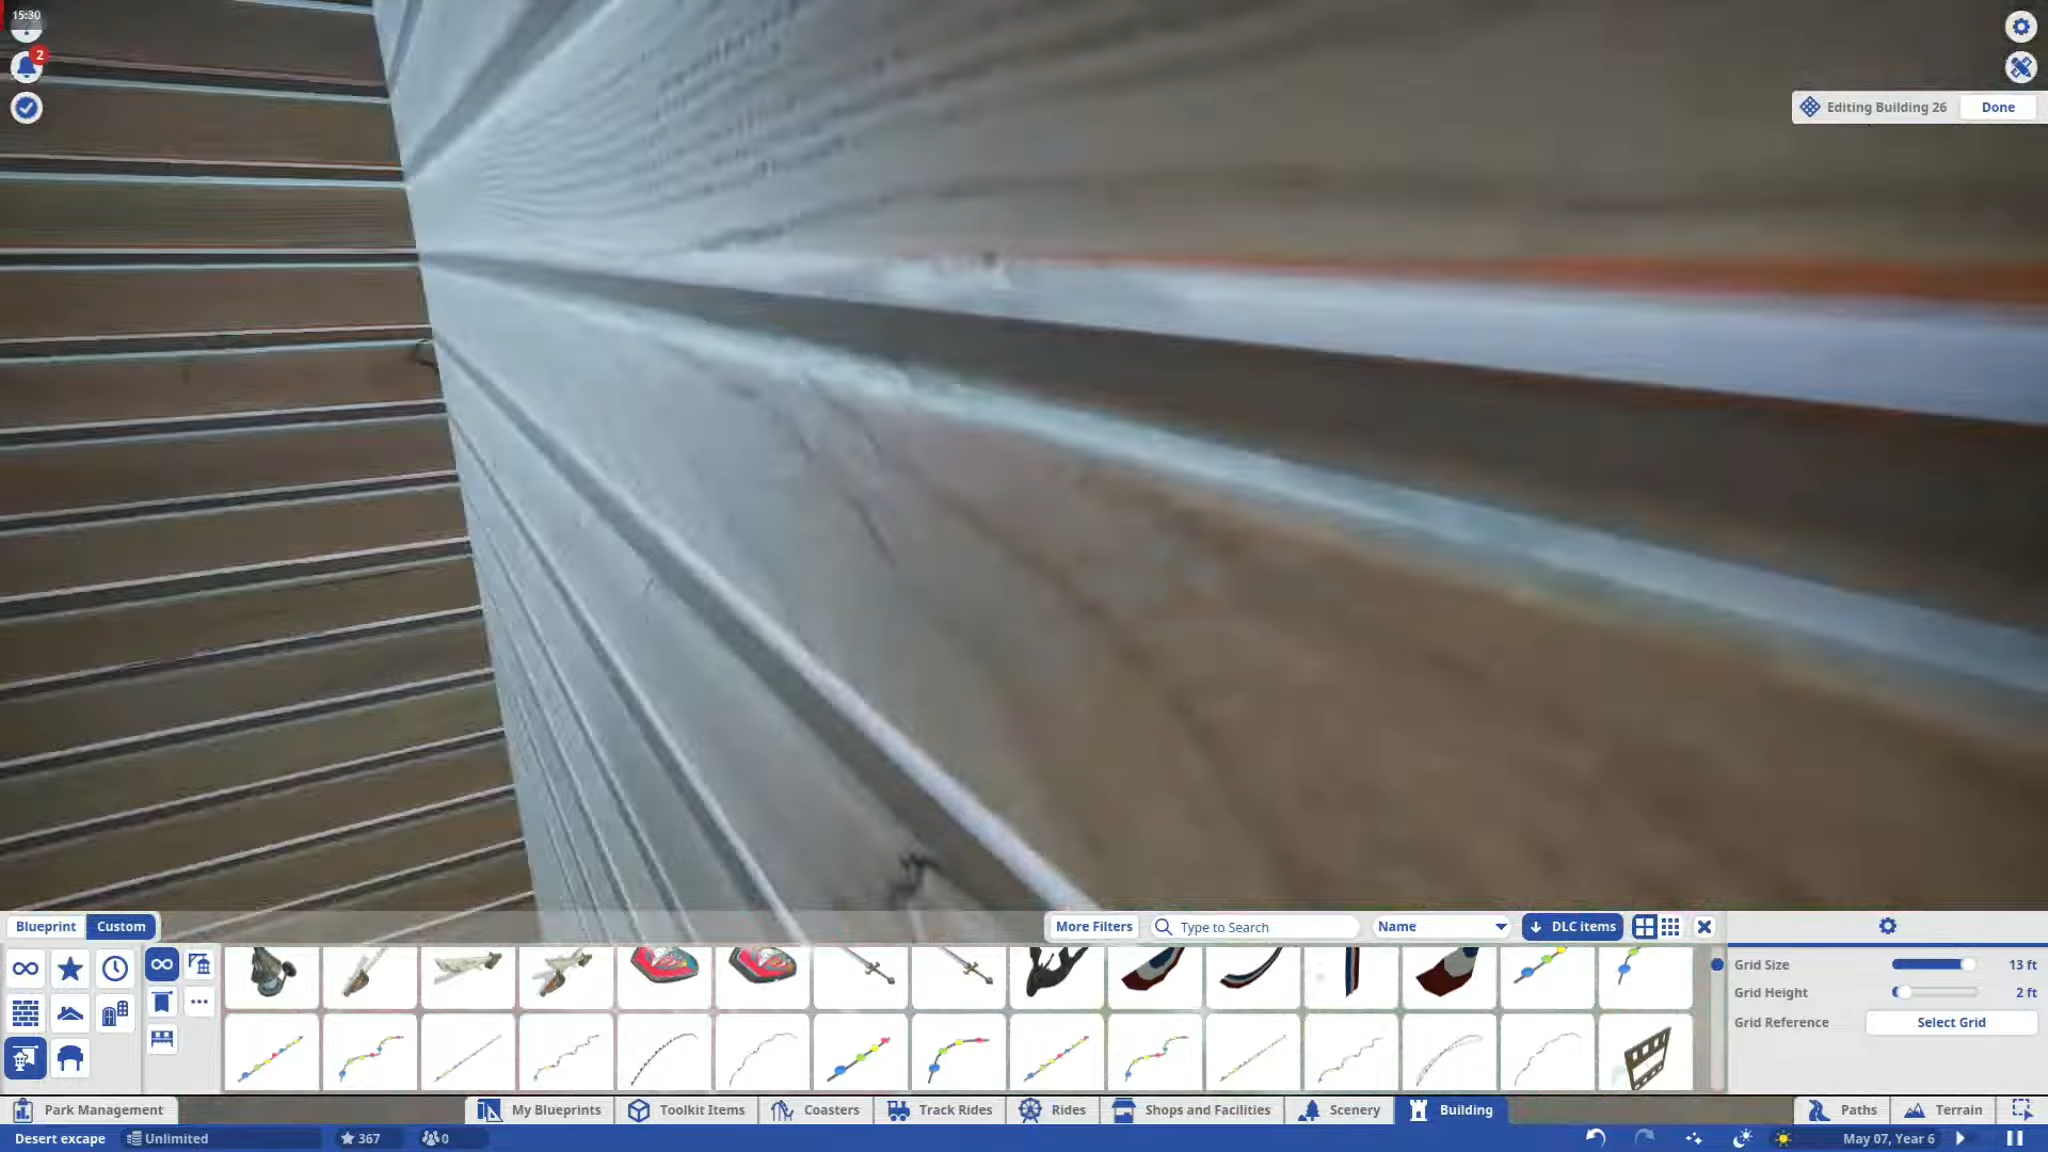 15:30
2
Editing Building 26
Done
Blueprint
Custom
More Filters
Type to Search
Name
DLC items
Grid Size
13 ft
Grid Height
2 ft
Grid Reference
Select Grid
Park Management
My Blueprints
Toolkit Items
Coasters
Track Rides
Rides
Shops and Facilities
Scenery
Building
Paths
Terrain
Desert excape
Unlimited
367
0
May 07, Year 6